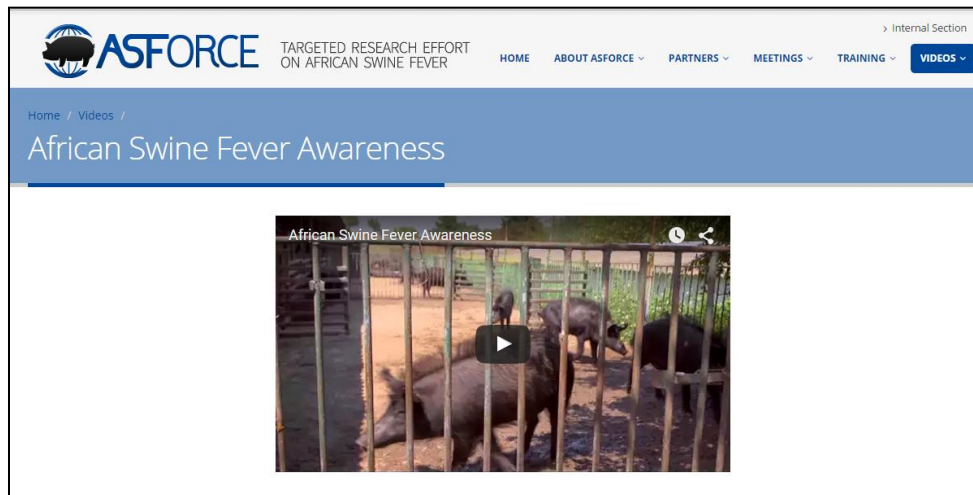 > Internal Section
ASFORCE
TARGETED RESEARCH EFFORT
ON AFRICAN SWINE FEVER
HOME ABOUT ASFORCE PARTNERS MEETINGS TRAINING VIDEOS
Home / Videos /
African Swine Fever Awareness
African Swine Fever Awareness